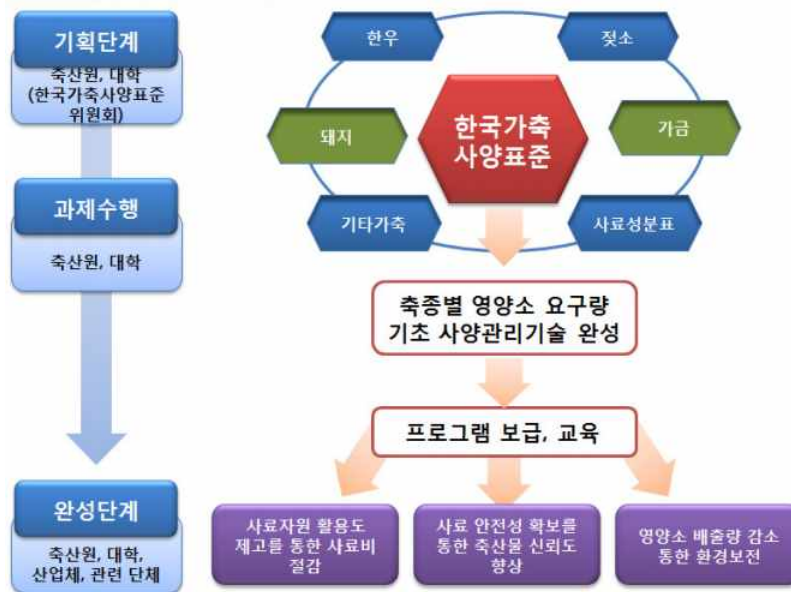 기획단계
축산원, 대학
(한국가축사양표준
위원회)
과제수행
축산원, 대학
완성단계
축산원, 대학,
산업체, 관련 단체
한우
젖소
돼지
한국가축
사양표준
가금
기타가축
사료성분표
축종별 영양소 요구량
기초 사양관리기술 완성
프로그램 보급, 교육
사료자원 활용도
제고를 통한 사료비
절감
사료 안전성 확보를
통한 축산물 신뢰도
향상
영양소 배출량 감소
통한 환경보전